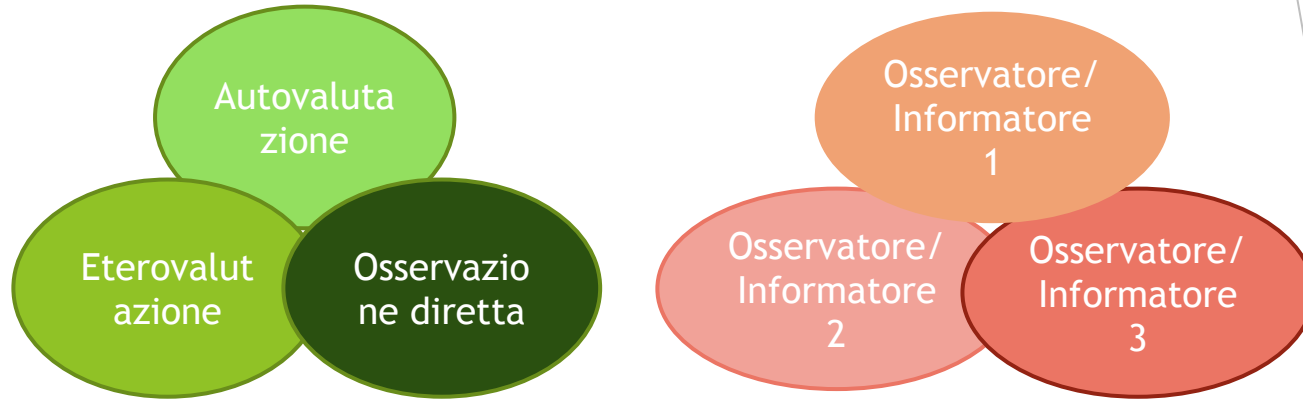 Autovaluta
zione
Eterovalut
azione
Osservazio
ne diretta
Osservatore/
Informatore
1
Osservatore/
Informatore
2
Osservatore/
Informatore
3